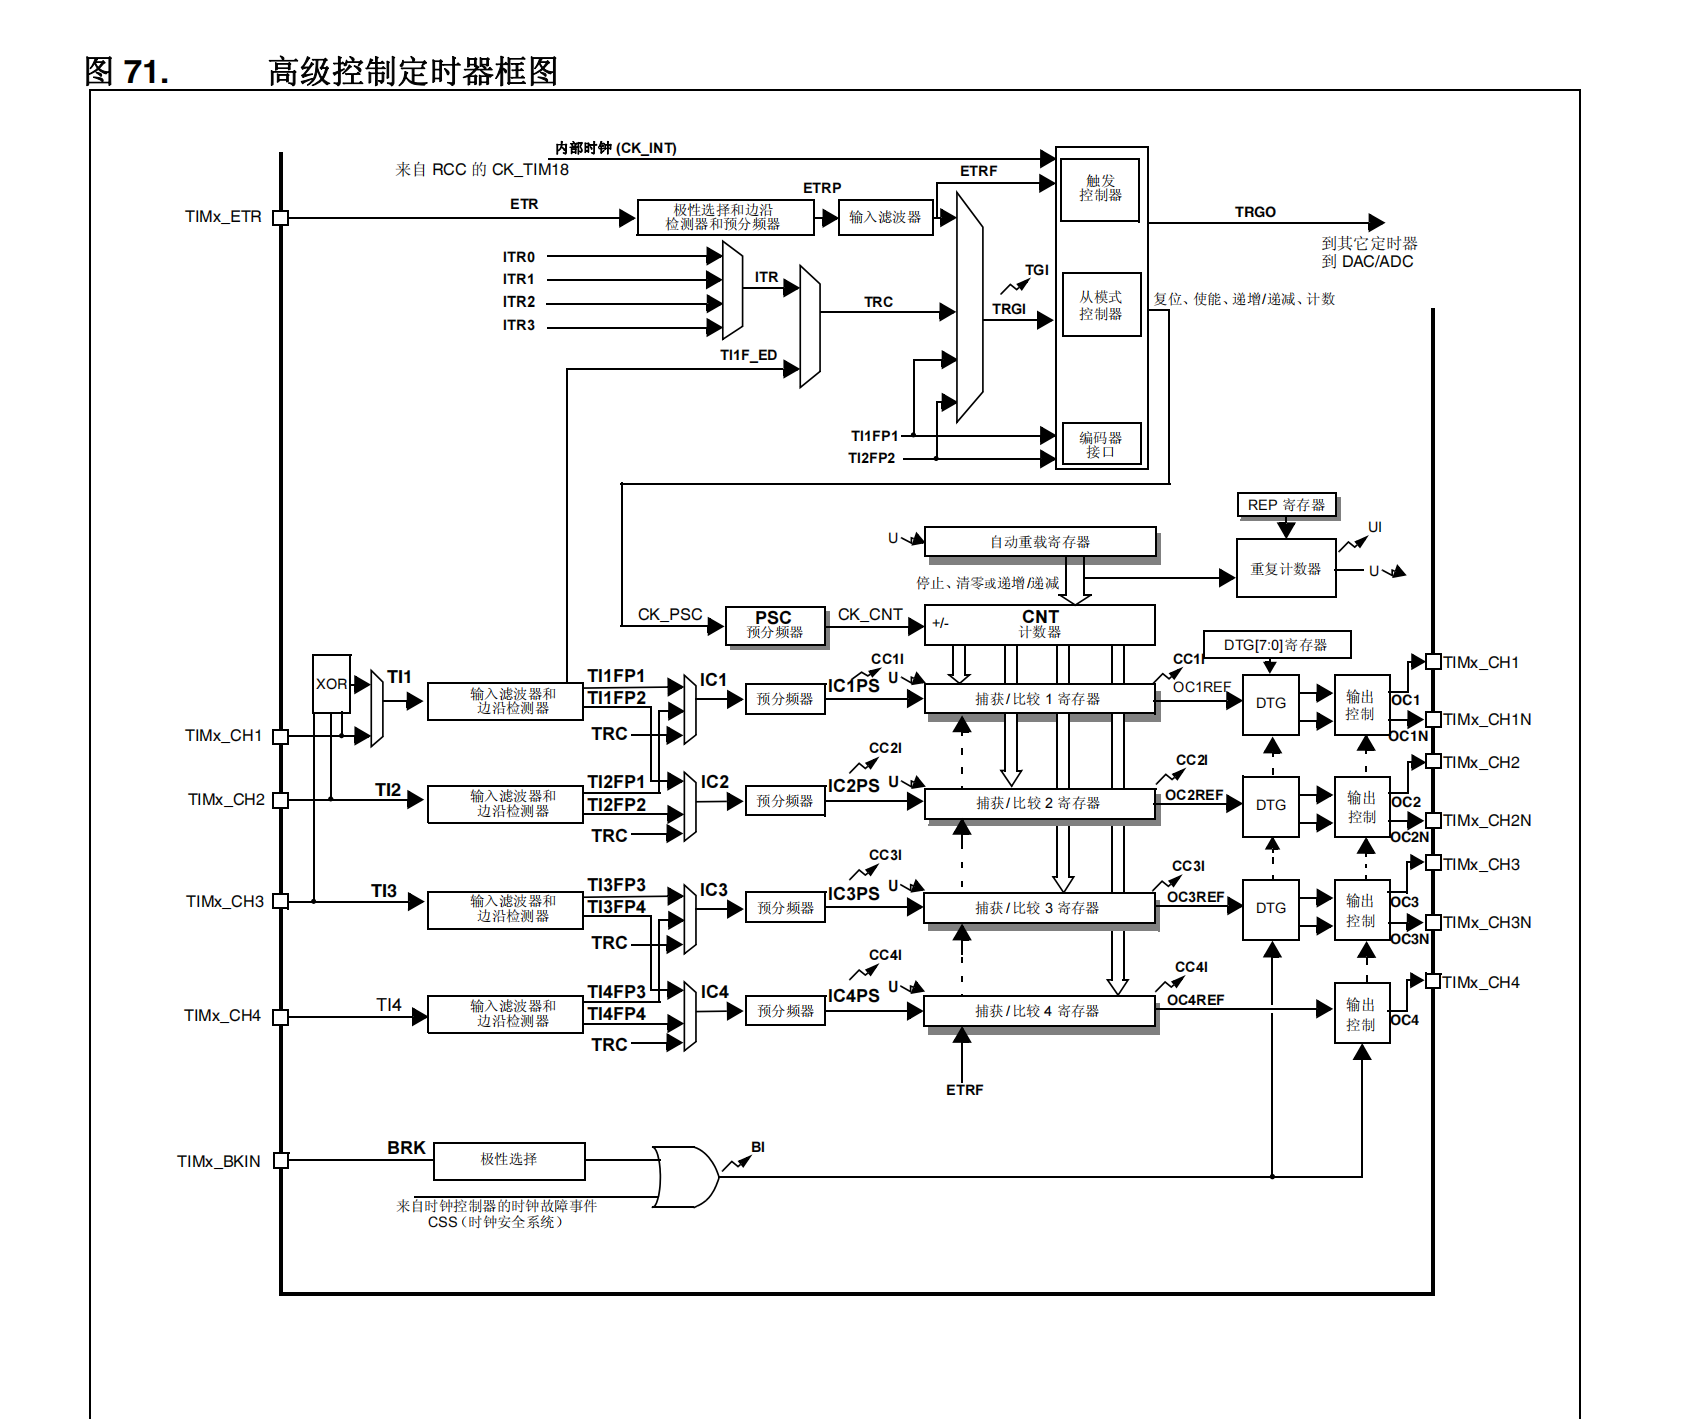 图 71. 高级控制定时器框图
内部时钟 (CK_INT)
来自 RCC 的 CK_TIM18
ETRF
触发
控制器
ETRP
TIMx_ETR
ETR
极性选择和边沿
检测器和预分频器
输入滤波器
TRGO
到其它定时器
到 DAC/ADC
ITR0
ITR1
ITR2
ITR3
ITR
TRC
TGI
TRGI
从模式
控制器
复位、使能、递增/递减、计数
TI1F_ED
TI1FP1
TI2FP2
编码器
接口
REP 寄存器
UI
U
自动重载寄存器
重复计数器
U
停止、清零或递增/递减
CK_PSC
PSC
预分频器
CK_CNT
+/-
CNT
计数器
DTG[7:0]寄存器
XOR
TI1
输入滤波器和
边沿检测器
TI1FP1
TI1FP2
TRC
IC1
预分频器
CC1I
U
IC1PS
捕获/比较 1 寄存器
CC1I
OC1REF
DTG
输出
控制
OC1
OC1N
TIMx_CH1
TIMx_CH1N
TIMx_CH1
TIMx_CH2
TI2
输入滤波器和
边沿检测器
TI2FP1
TI2FP2
TRC
IC2
预分频器
CC2I
U
IC2PS
捕获/比较 2 寄存器
CC2I
OC2REF
DTG
输出
控制
OC2
OC2N
TIMx_CH2
TIMx_CH2N
TIMx_CH3
TI3
输入滤波器和
边沿检测器
TI3FP3
TI3FP4
TRC
IC3
预分频器
CC3I
U
IC3PS
捕获/比较 3 寄存器
CC3I
OC3REF
DTG
输出
控制
OC3
OC3N
TIMx_CH3
TIMx_CH3N
TIMx_CH4
TI4
输入滤波器和
边沿检测器
TI4FP3
TI4FP4
TRC
IC4
预分频器
CC4I
U
IC4PS
捕获/比较 4 寄存器
CC4I
OC4REF
输出
控制
OC4
TIMx_CH4
ETRF
TIMx_BKIN
BRK
极性选择
BI
来自时钟控制器的时钟故障事件
CSS（时钟安全系统）